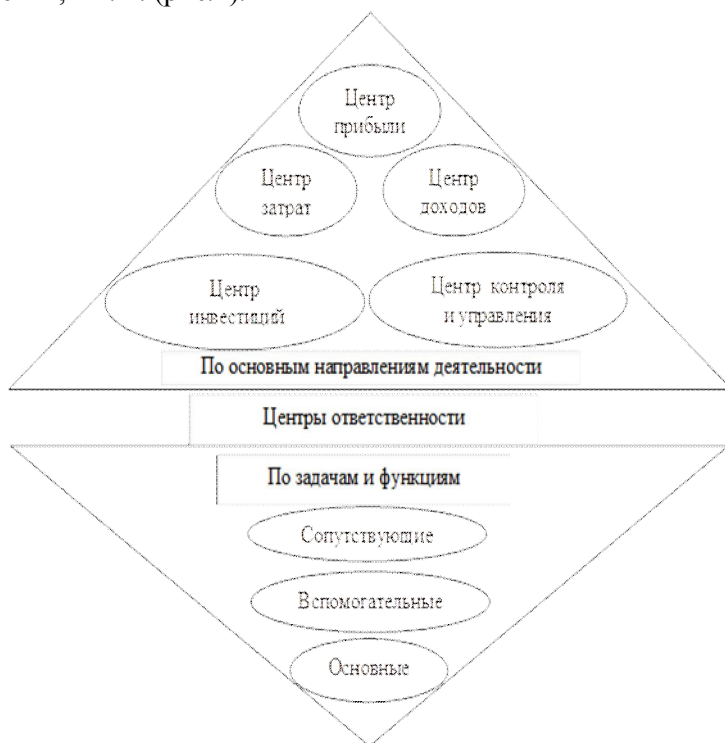 Центр
прибыли
Центр
затрат
Центр
доходов
Центр
инвестиций
Центр контроля
и управления
По основным направлениям деятельности
Центры ответственности
По задачам и функциям
Сопутствующие
Вспомогательные
Основные